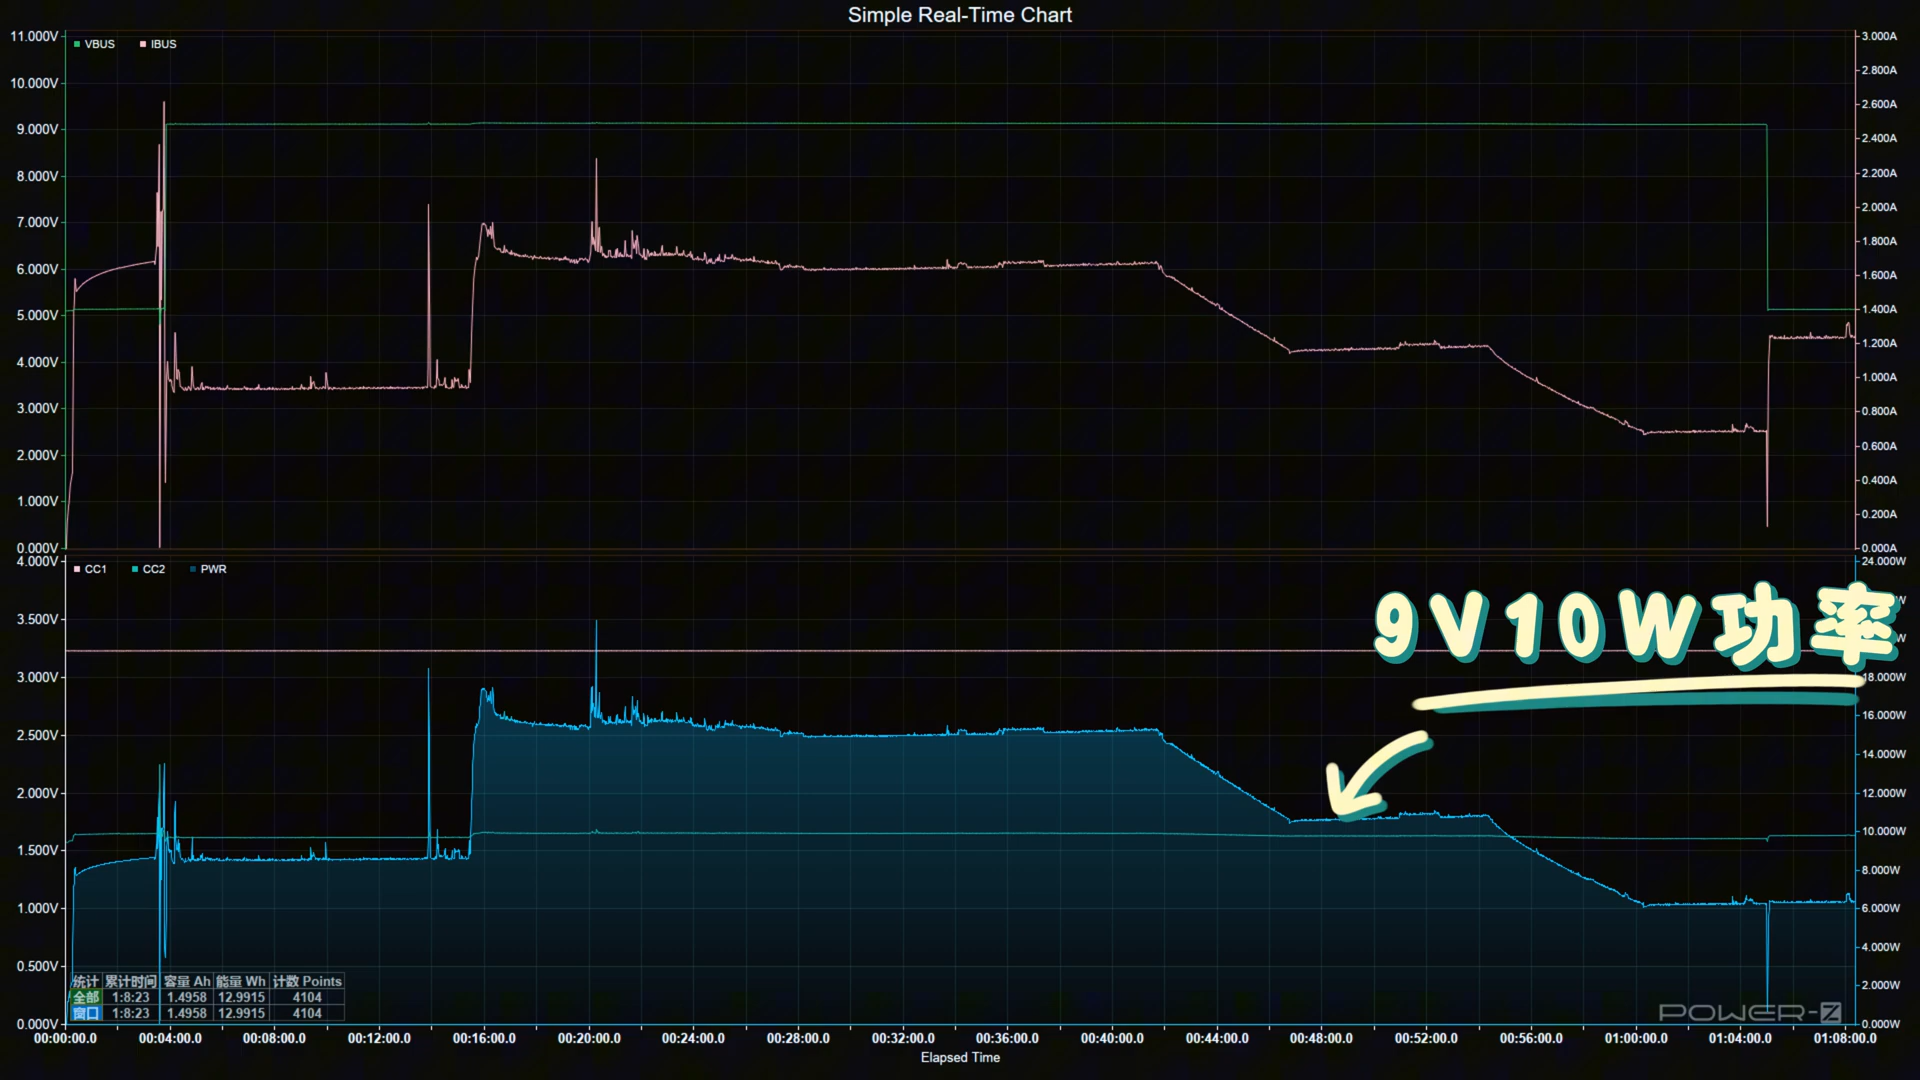 Simple Real-Time Chart
11.000V
10.000V
9.000V
8.000V
7.000V
6.000V
5.000V
4.000V
3.000V
2.000V
1.000V
0.000V
VBUS IBUS
3.000A
2.800A
2.600A
2.400A
2.200A
2.000A
1.800A
1.600A
1.400A
1.200A
1.000A
0.800A
0.600A
0.400A
0.200A
0.000A
4.000V
3.500V
3.000V
2.500V
2.000V
1.500V
1.000V
0.500V
0.000V
CC1 CC2 PWR
9V10W功率
24.000W
18.000W
16.000W
14.000W
12.000W
10.000W
8.000W
6.000W
4.000W
2.000W
0.000W
统计 累计时间 容量 Ah 能量 Wh 计数 Points
全部 1:8:23 1.4958 12.9915 4104
窗口 1:8:23 1.4958 12.9915 4104
POWER-Z
00:00:00.0 00:04:00.0 00:08:00.0 00:12:00.0 00:16:00.0 00:20:00.0 00:24:00.0 00:28:00.0 00:32:00.0 00:36:00.0 00:40:00.0 00:44:00.0 00:48:00.0 00:52:00.0 00:56:00.0 01:00:00.0 01:04:00.0 01:08:00.0
Elapsed Time